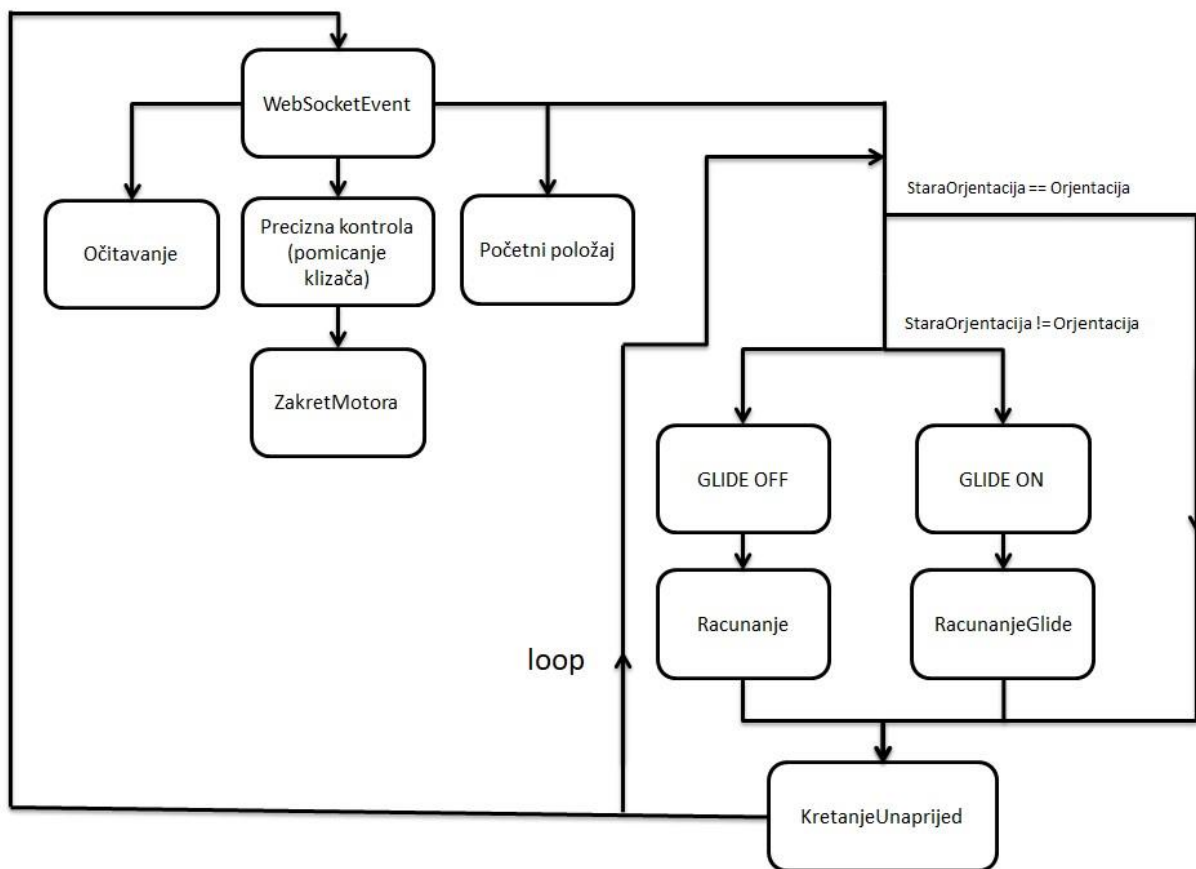 WebSocketEvent
Očitavanje
Precizna kontrola
(pomicanje
klizača)
Početni položaj
StaraOrjentacija == Orjentacija
StaraOrjentacija != Orjentacija
ZakretMotora
GLIDE OFF
GLIDE ON
Racunanje
RacunanjeGlide
loop
KretanjeUnaprijed